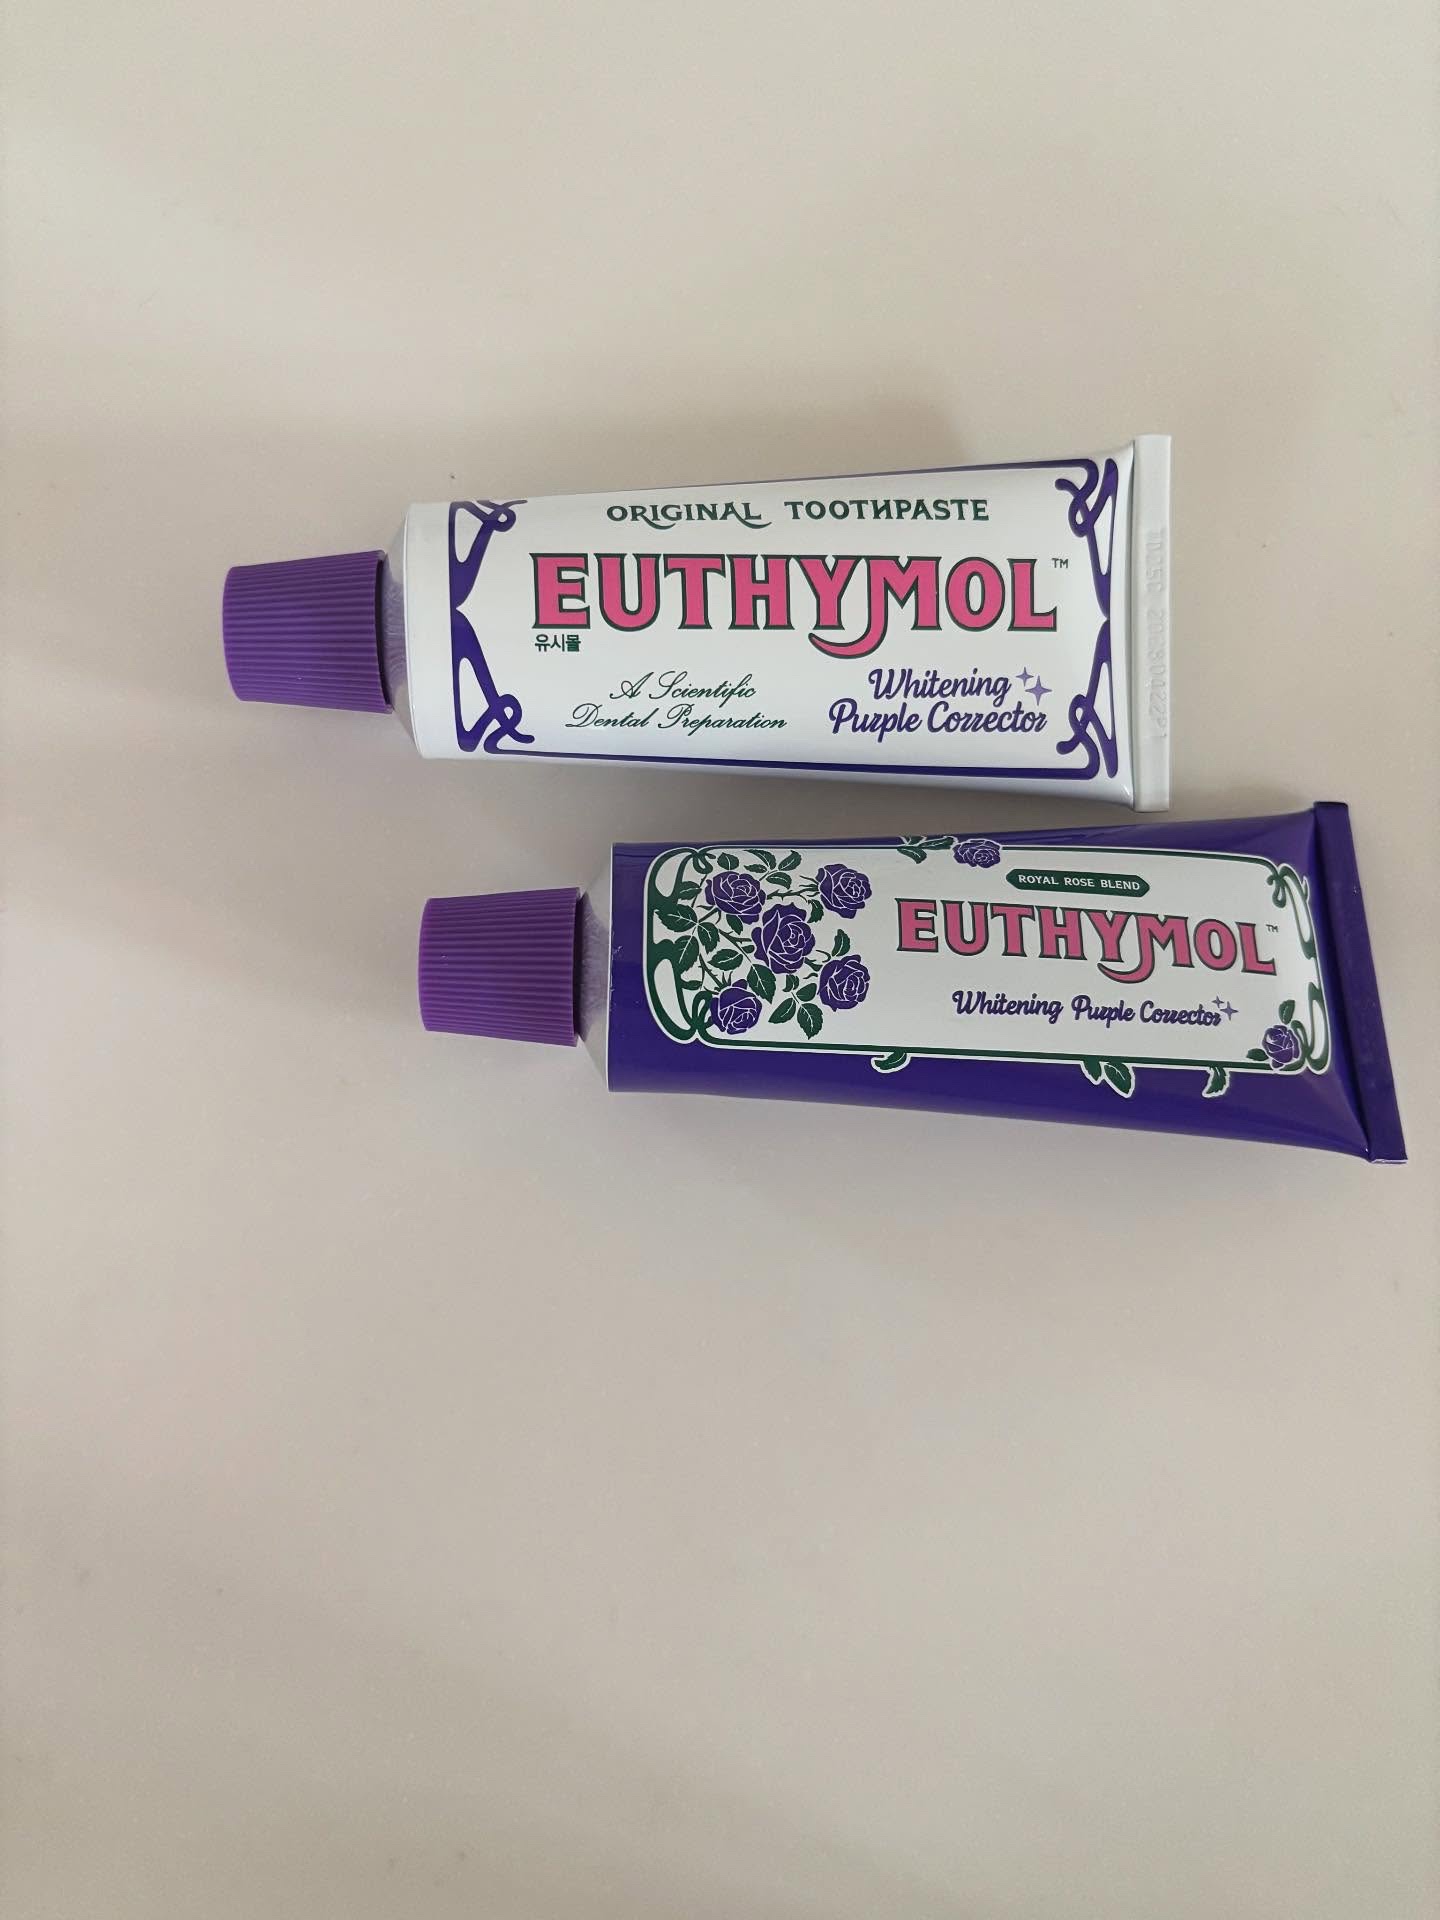 ORIGINAL TOOTHPASTE
EUTHYMOL™
유시몰
A Scientific
Dental Preparation
Whitening
Purple Corrector
ROYAL ROSE BLEND
EUTHYMOL™
Whitening Purple Corrector